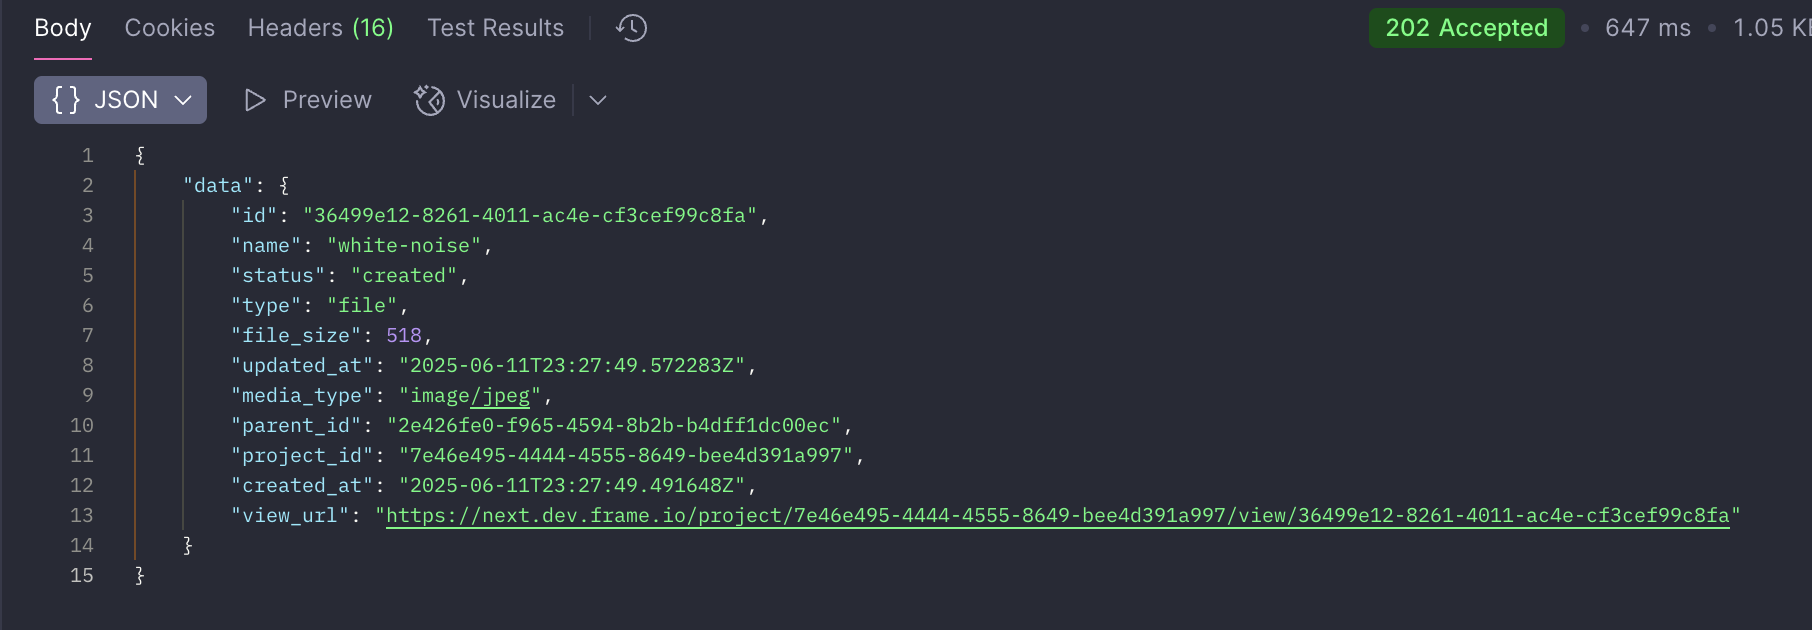 Body Cookies Headers (16) Test Results 202 Accepted • 647 ms • 1.05
{ } JSON Preview Visualize
1 {
2 "data": {
3 "id": "36499e12-8261-4011-ac4e-cf3cef99c8fa",
4 "name": "white-noise",
5 "status": "created",
6 "type": "file",
7 "file_size": 518,
8 "updated_at": "2025-06-11T23:27:49.572283Z",
9 "media_type": "image/jpeg",
10 "parent_id": "2e426fe0-f965-4594-8b2b-b4dff1dc00ec",
11 "project_id": "7e46e495-4444-4555-8649-bee4d391a997",
12 "created_at": "2025-06-11T23:27:49.491648Z",
13 "view_url": "https://next.dev.frame.io/project/7e46e495-4444-4555-8649-bee4d391a997/view/36499e12-8261-4011-ac4e-cf3cef99c8fa"
14 }
15 }